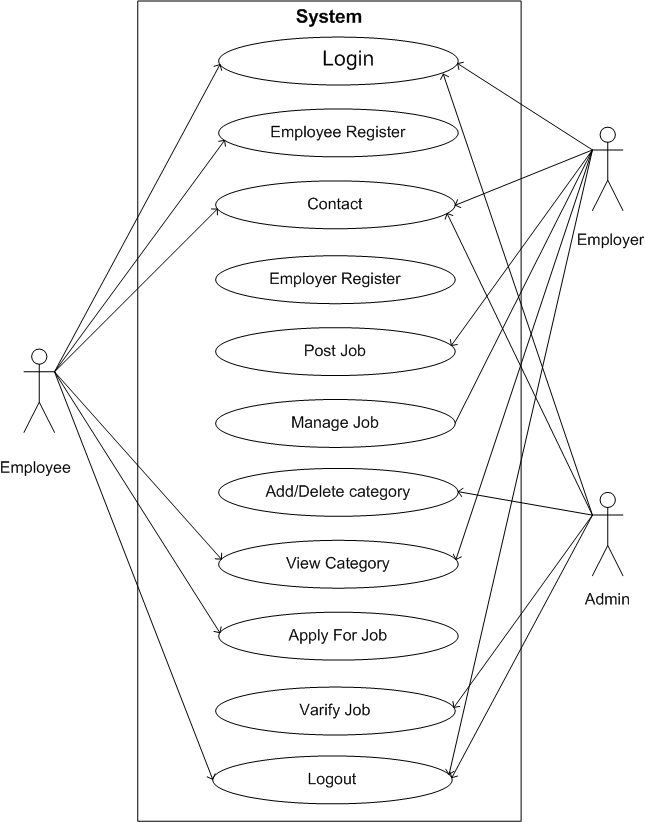 System
Login
Employee Register
Contact
Employer Register
Post Job
Manage Job
Add/Delete category
View Category
Apply For Job
Varify Job
Logout
Employee
Employer
Admin